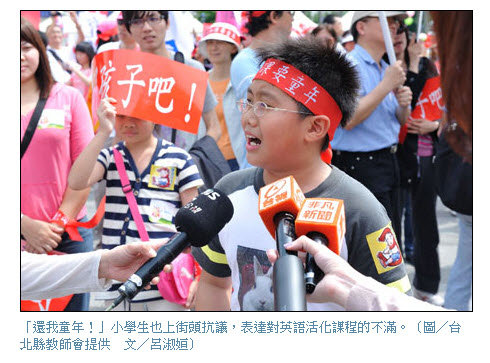 孩子吧！
課要童年
非凡
新聞
「還我童年！」小學生也上街頭抗議，表達對英語活化課程的不滿。〔圖／台
北縣教師會提供　文／呂淑姮〕